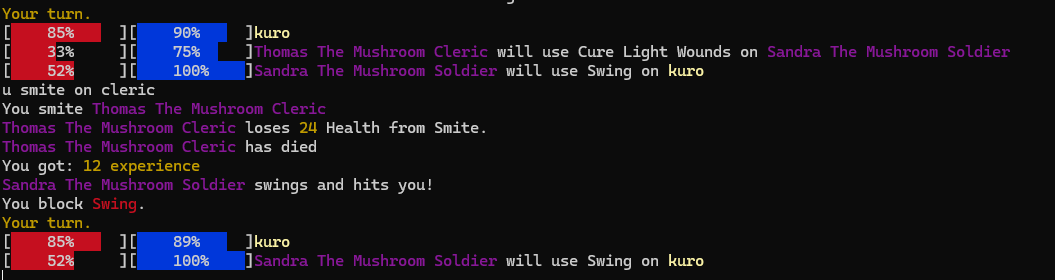 Your turn.
[    85%     ][    90%     ]kuro
[    33%     ][    75%     ]Thomas The Mushroom Cleric will use Cure Light Wounds on Sandra The Mushroom Soldier
[    52%     ][    100%    ]Sandra The Mushroom Soldier will use Swing on kuro
u smite on cleric
You smite Thomas The Mushroom Cleric
Thomas The Mushroom Cleric loses 24 Health from Smite.
Thomas The Mushroom Cleric has died
You got: 12 experience
Sandra The Mushroom Soldier swings and hits you!
You block Swing.
Your turn.
[    85%     ][    89%     ]kuro
[    52%     ][    100%    ]Sandra The Mushroom Soldier will use Swing on kuro